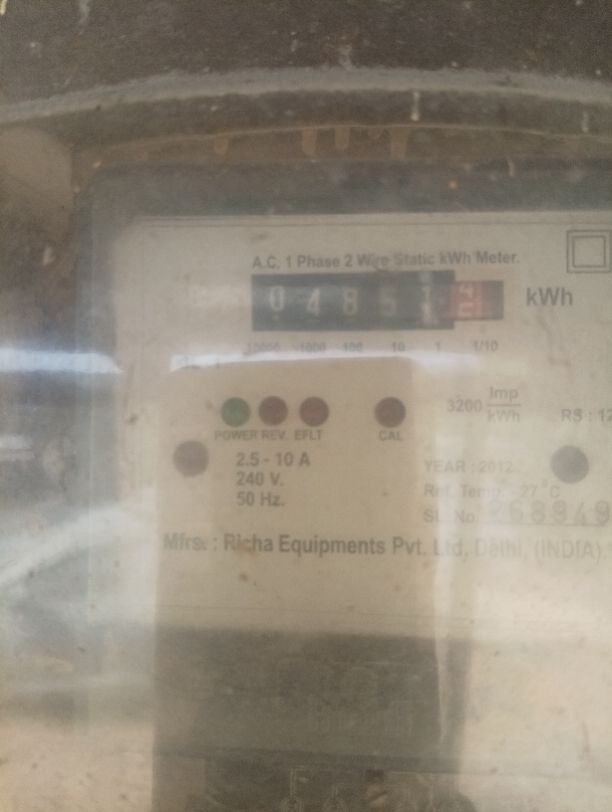 A.C. 1 Phase 2 Wire Static kWh Meter.
0 4 8 5 kWh
10000 1000 100 10 1 1/10
3200 Imp/kWh
RS : 12
POWER REV. EFLT CAL
2.5 - 10 A
240 V.
50 Hz.
YEAR : 2012
Ref. Temp. : 27°C
SL. No. 
Mfrs. : Richa Equipments Pvt. Ltd. Delhi, (INDIA)